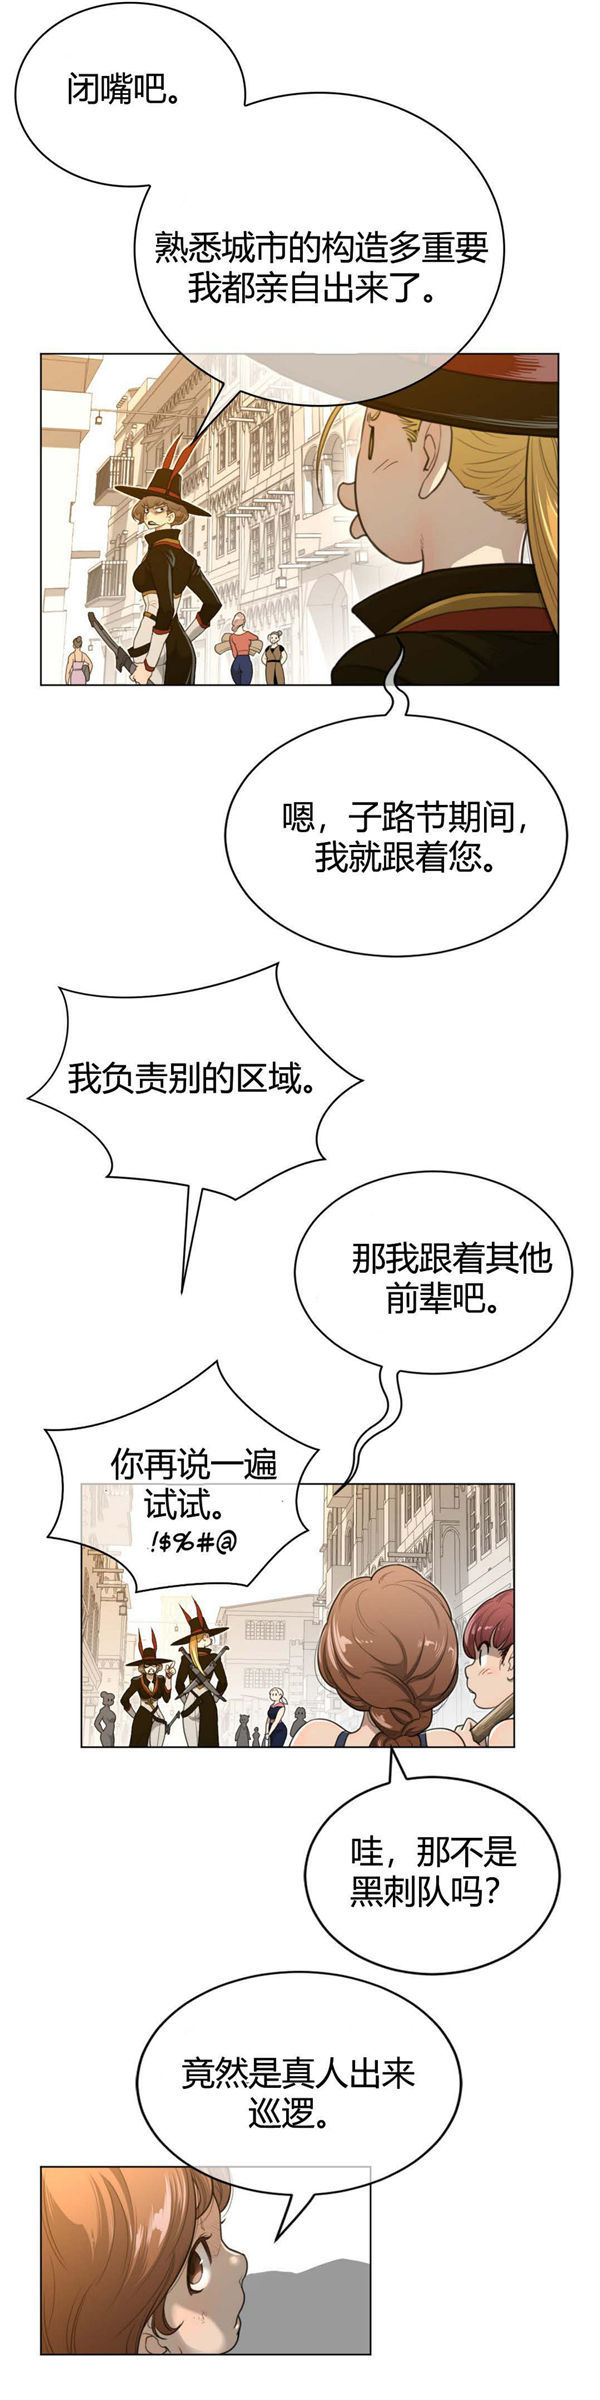 闭嘴吧。
熟悉城市的构造多重要
我都亲自出来了。
嗯，子路节期间，
我就跟着您。
我负责别的区域。
那我跟着其他
前辈吧。
你再说一遍
试试。
!$%#@
哇，那不是
黑刺队吗？
竟然是真人出来
巡逻。